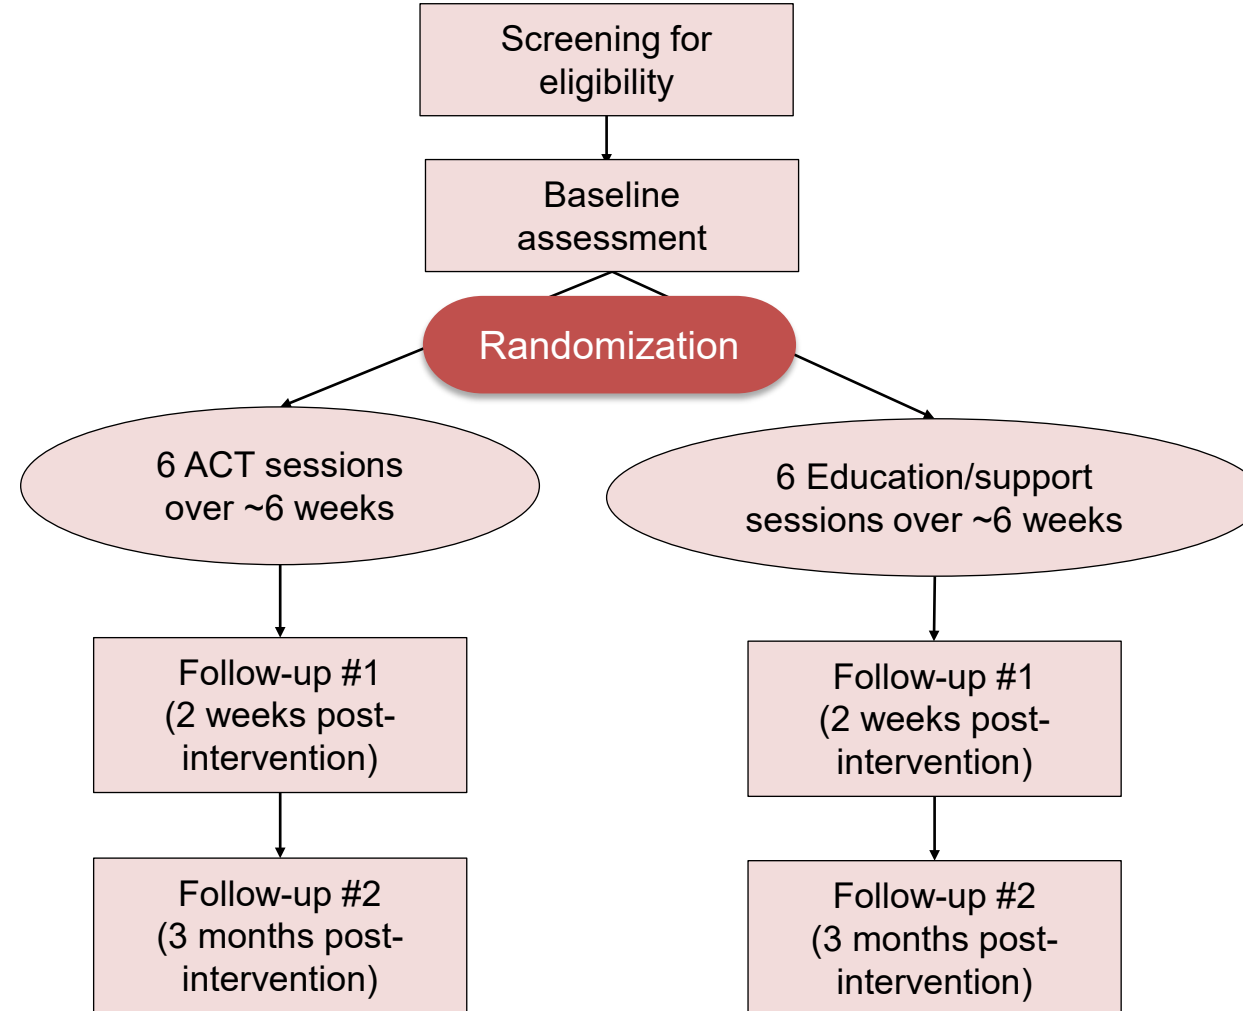 Screening for
eligibility
Baseline
assessment
Randomization
6 ACT sessions
over ~6 weeks
6 Education/support
sessions over ~6 weeks
Follow-up #1
(2 weeks post-
intervention)
Follow-up #1
(2 weeks post-
intervention)
Follow-up #2
(3 months post-
intervention)
Follow-up #2
(3 months post-
intervention)